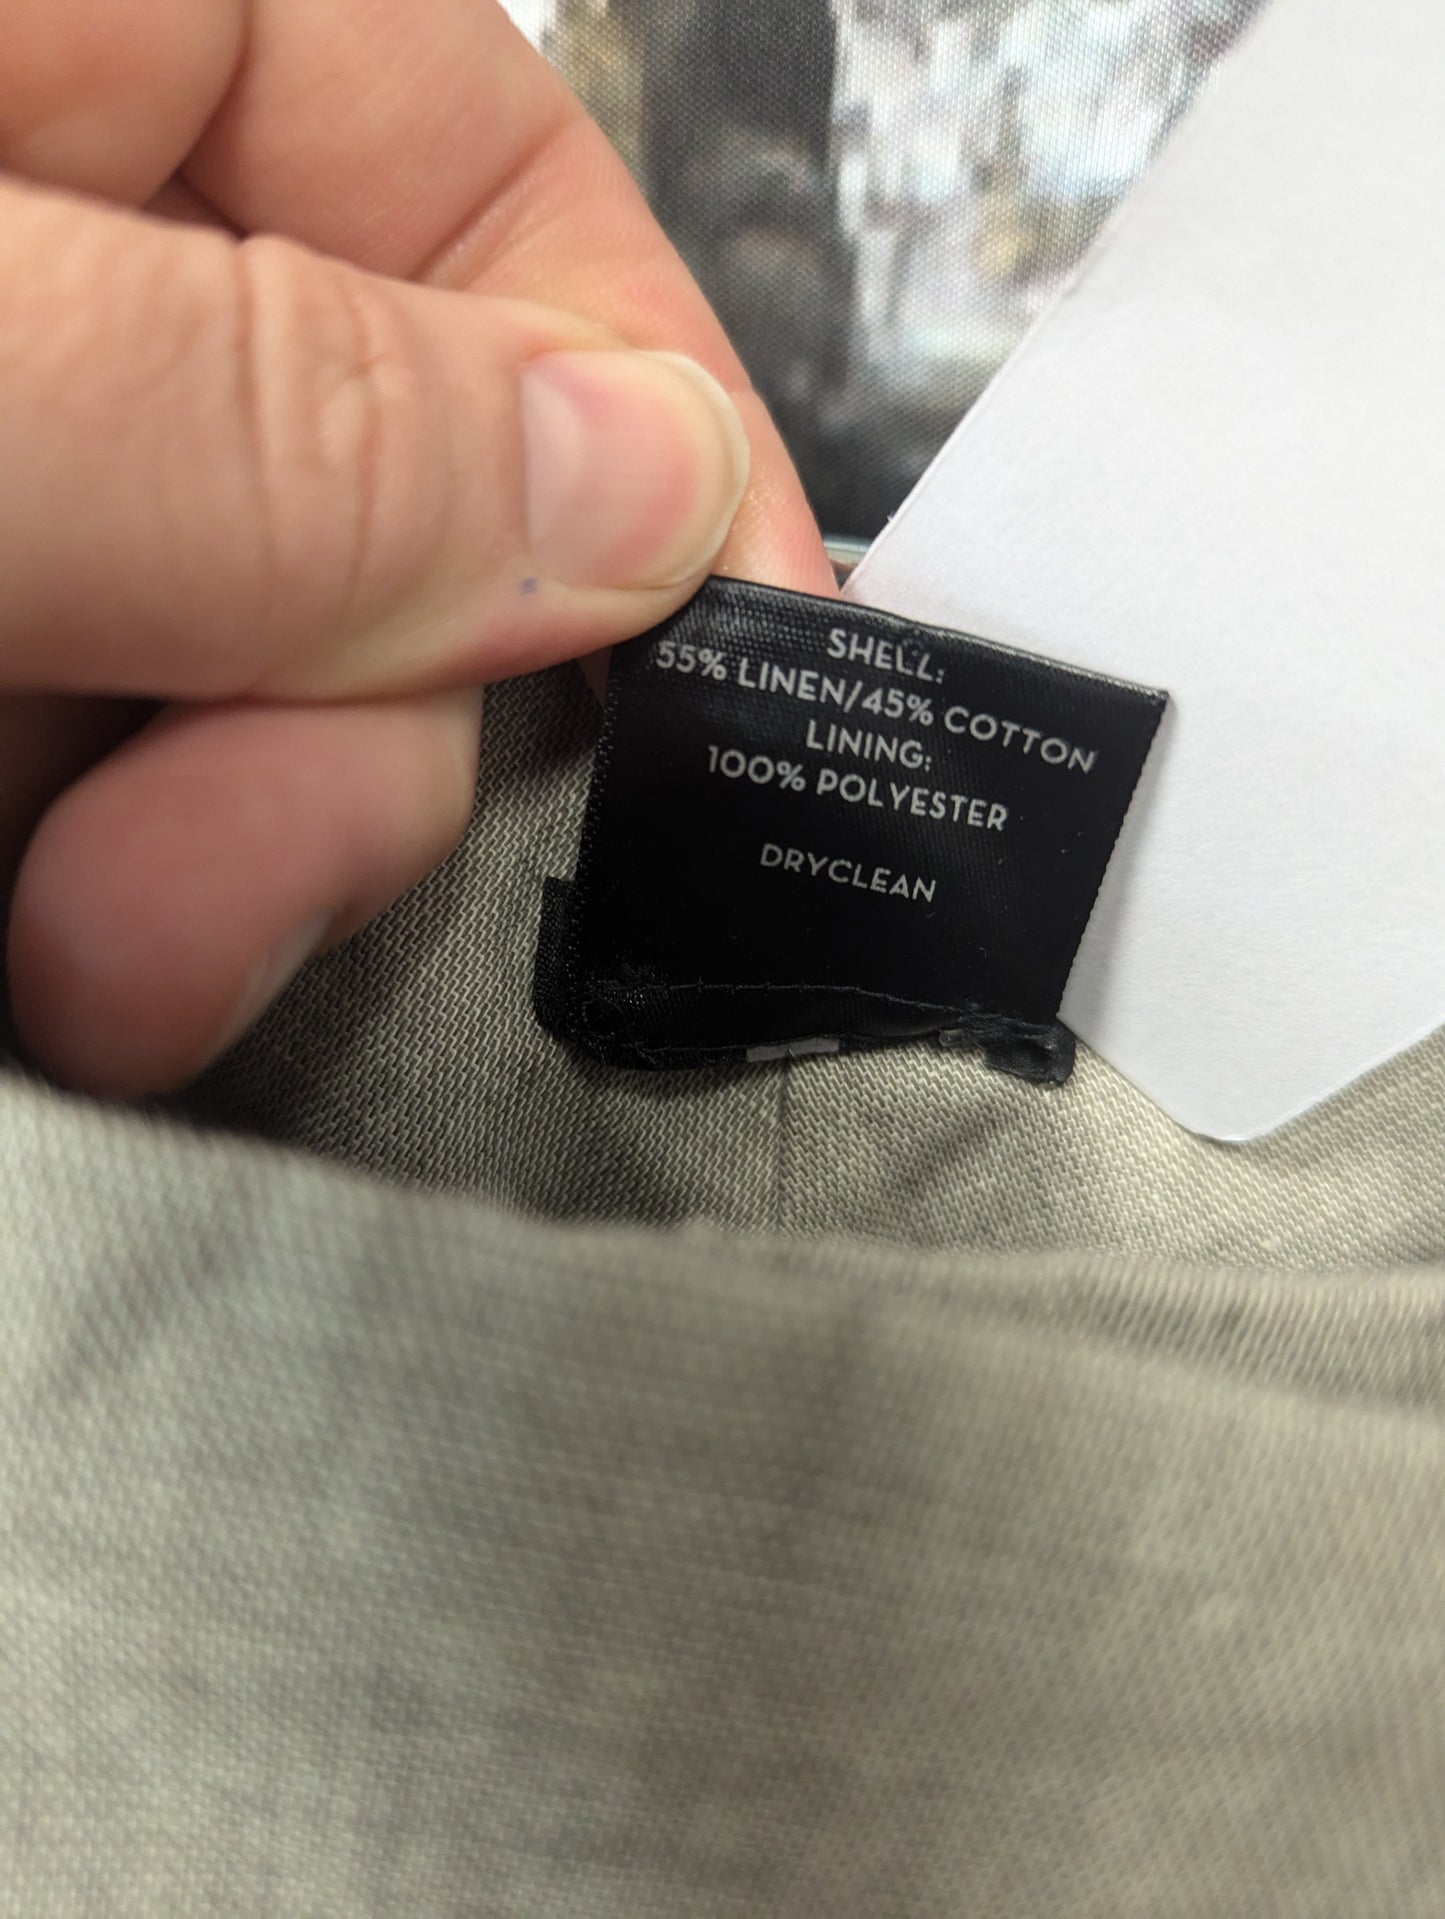 SHELL:
55% LINEN/45% COTTON
LINING:
100% POLYESTER
DRYCLEAN